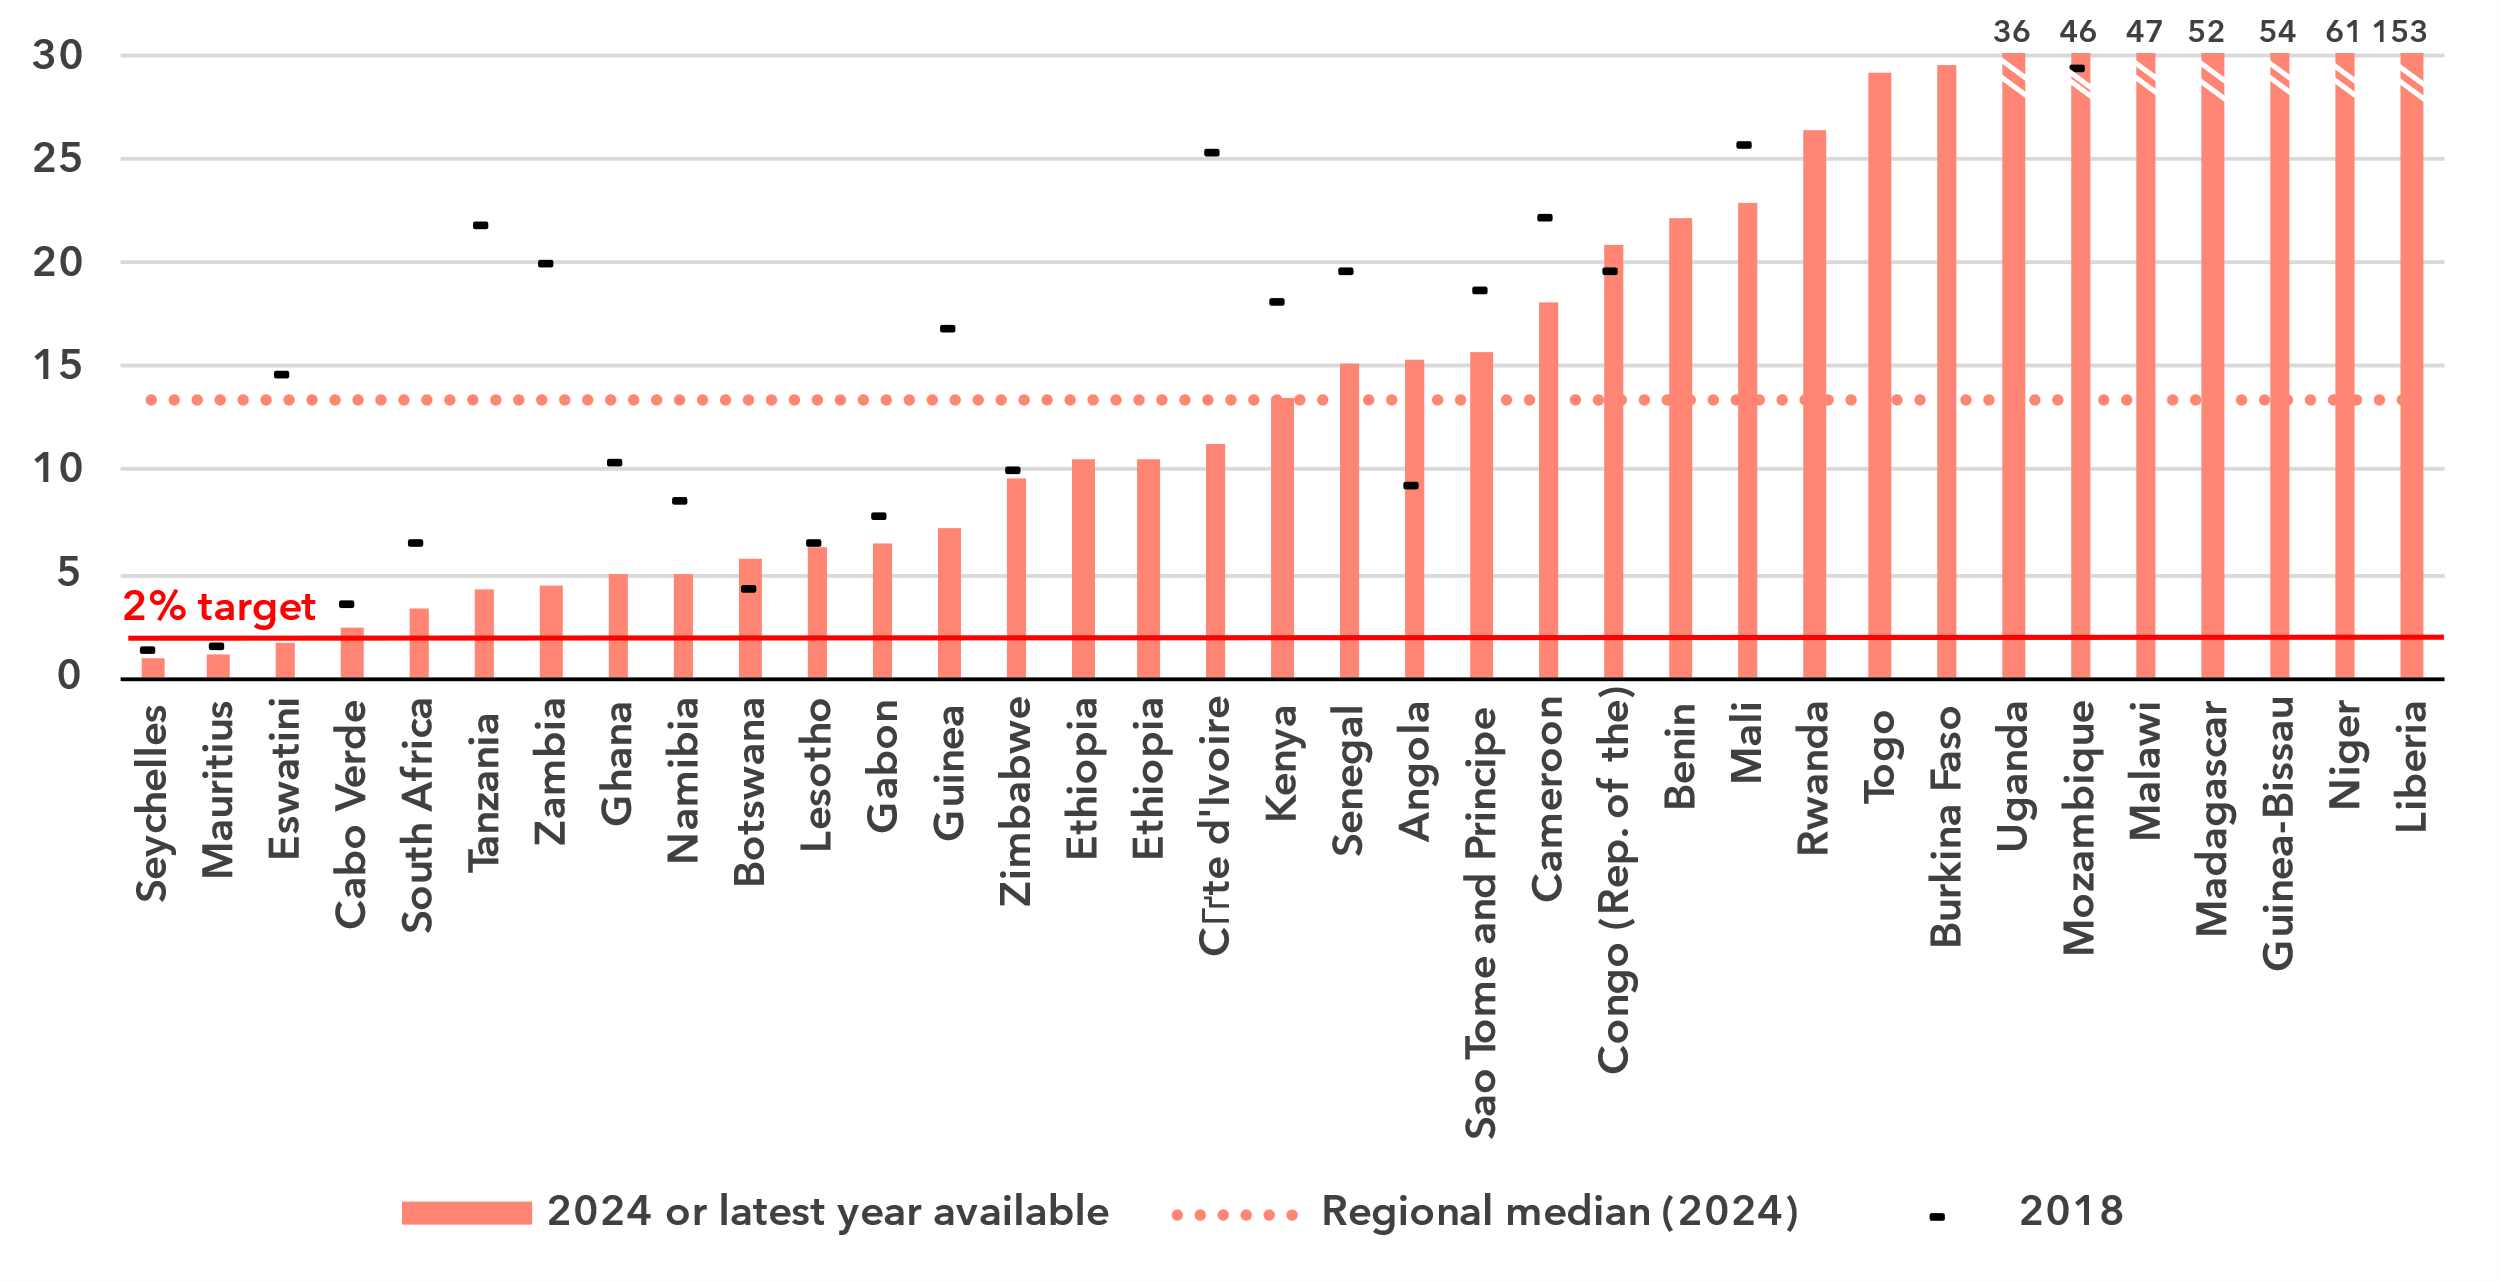 36 46 47 52 54 61 153
30
25
20
15
10
5
2% target
0
Seychelles
Mauritius
Eswatini
Cabo Verde
South Africa
Tanzania
Zambia
Ghana
Namibia
Botswana
Lesotho
Gabon
Guinea
Zimbabwe
Ethiopia
Ethiopia
CГґte d'Ivoire
Kenya
Senegal
Angola
Sao Tome and Principe
Cameroon
Congo (Rep. of the)
Benin
Mali
Rwanda
Togo
Burkina Faso
Uganda
Mozambique
Malawi
Madagascar
Guinea-Bissau
Niger
Liberia
2024 or latest year available
Regional median (2024)
2018